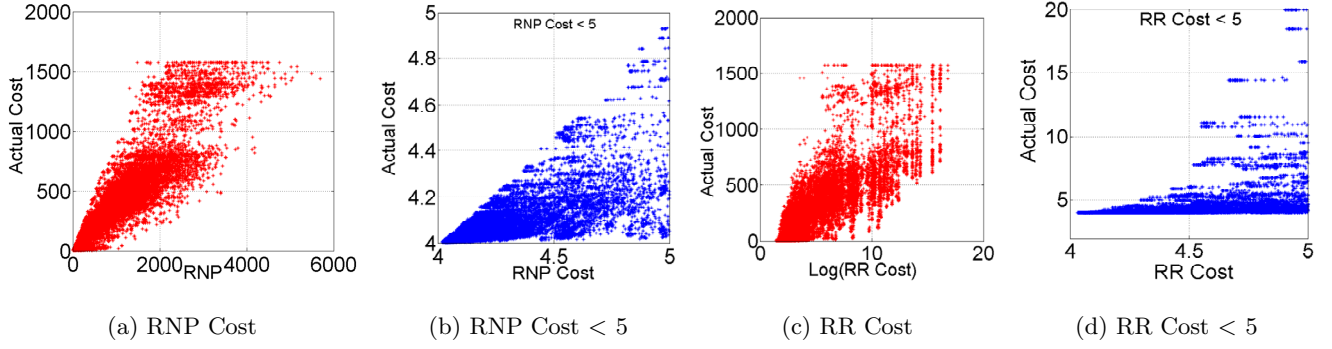 2000
1500
1000
500
0
Actual Cost
0
2000
4000
6000
RNP
(a) RNP Cost
5
4.8
4.6
4.4
4.2
4
Actual Cost
RNP Cost < 5
4
4.5
5
RNP Cost
(b) RNP Cost < 5
2000
1500
1000
500
0
Actual Cost
0
10
20
Log(RR Cost)
(c) RR Cost
20
15
10
5
Actual Cost
RR Cost < 5
4
4.5
5
RR Cost
(d) RR Cost < 5